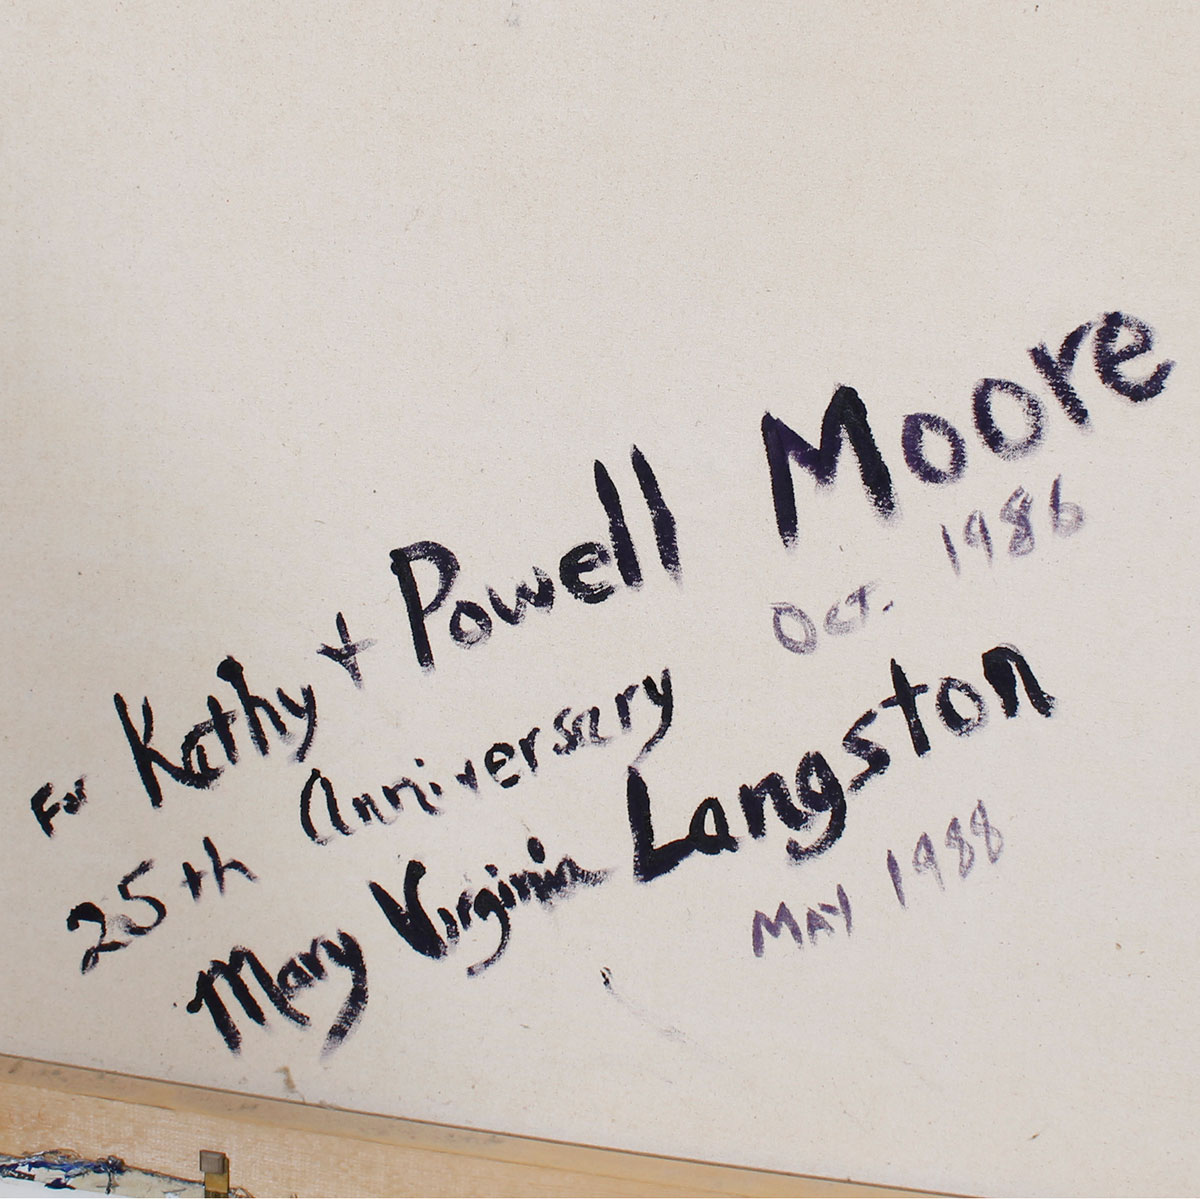 For Kathy + Powell Moore
Oct. 1986
25th Anniversary
Mary Virginia Langston
MAY 1988